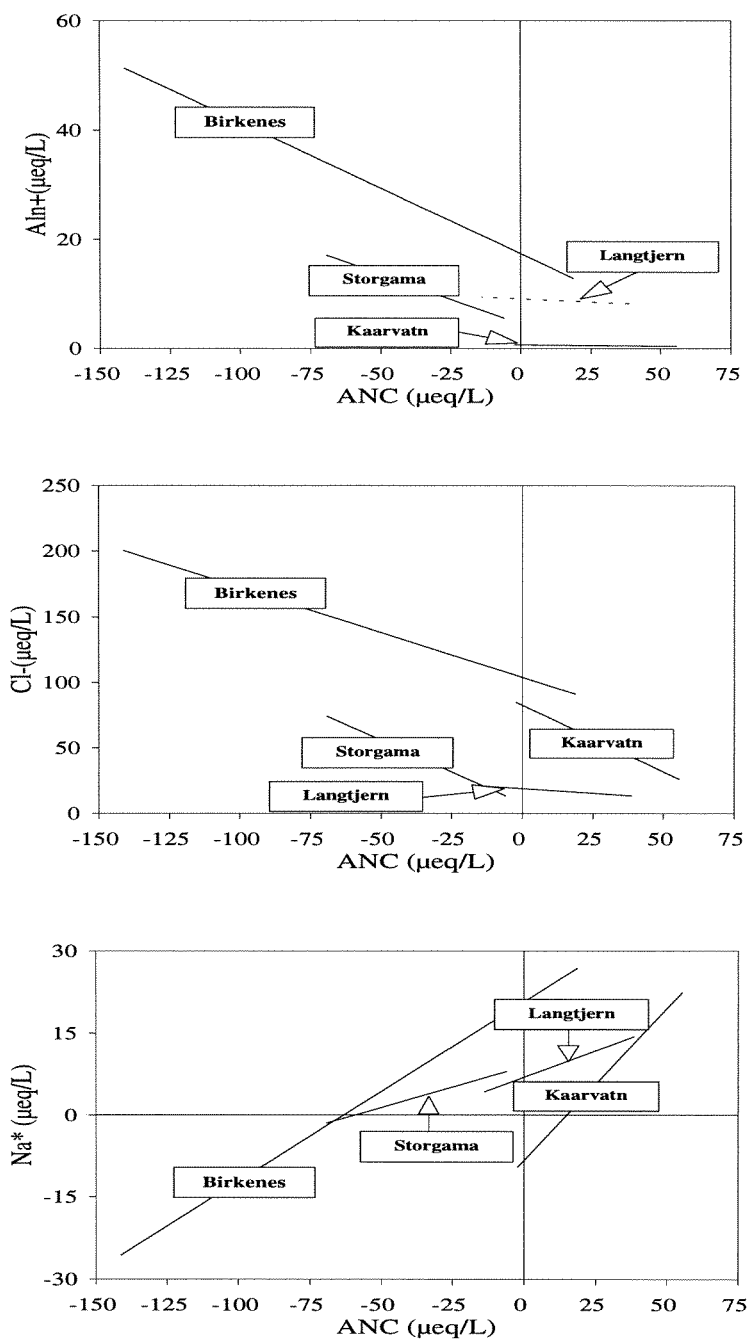 60
40
20
0
Aln+(µeq/L)
Birkenes
Storgama
Langtjern
Kaarvatn
-150 -125 -100 -75 -50 -25 0 25 50 75
ANC (µeq/L)
250
200
150
100
50
0
Cl-(µeq/L)
Birkenes
Storgama
Kaarvatn
Langtjern
-150 -125 -100 -75 -50 -25 0 25 50 75
ANC (µeq/L)
30
15
0
-15
-30
Na* (µeq/L)
Langtjern
Kaarvatn
Storgama
Birkenes
-150 -125 -100 -75 -50 -25 0 25 50 75
ANC (µeq/L)